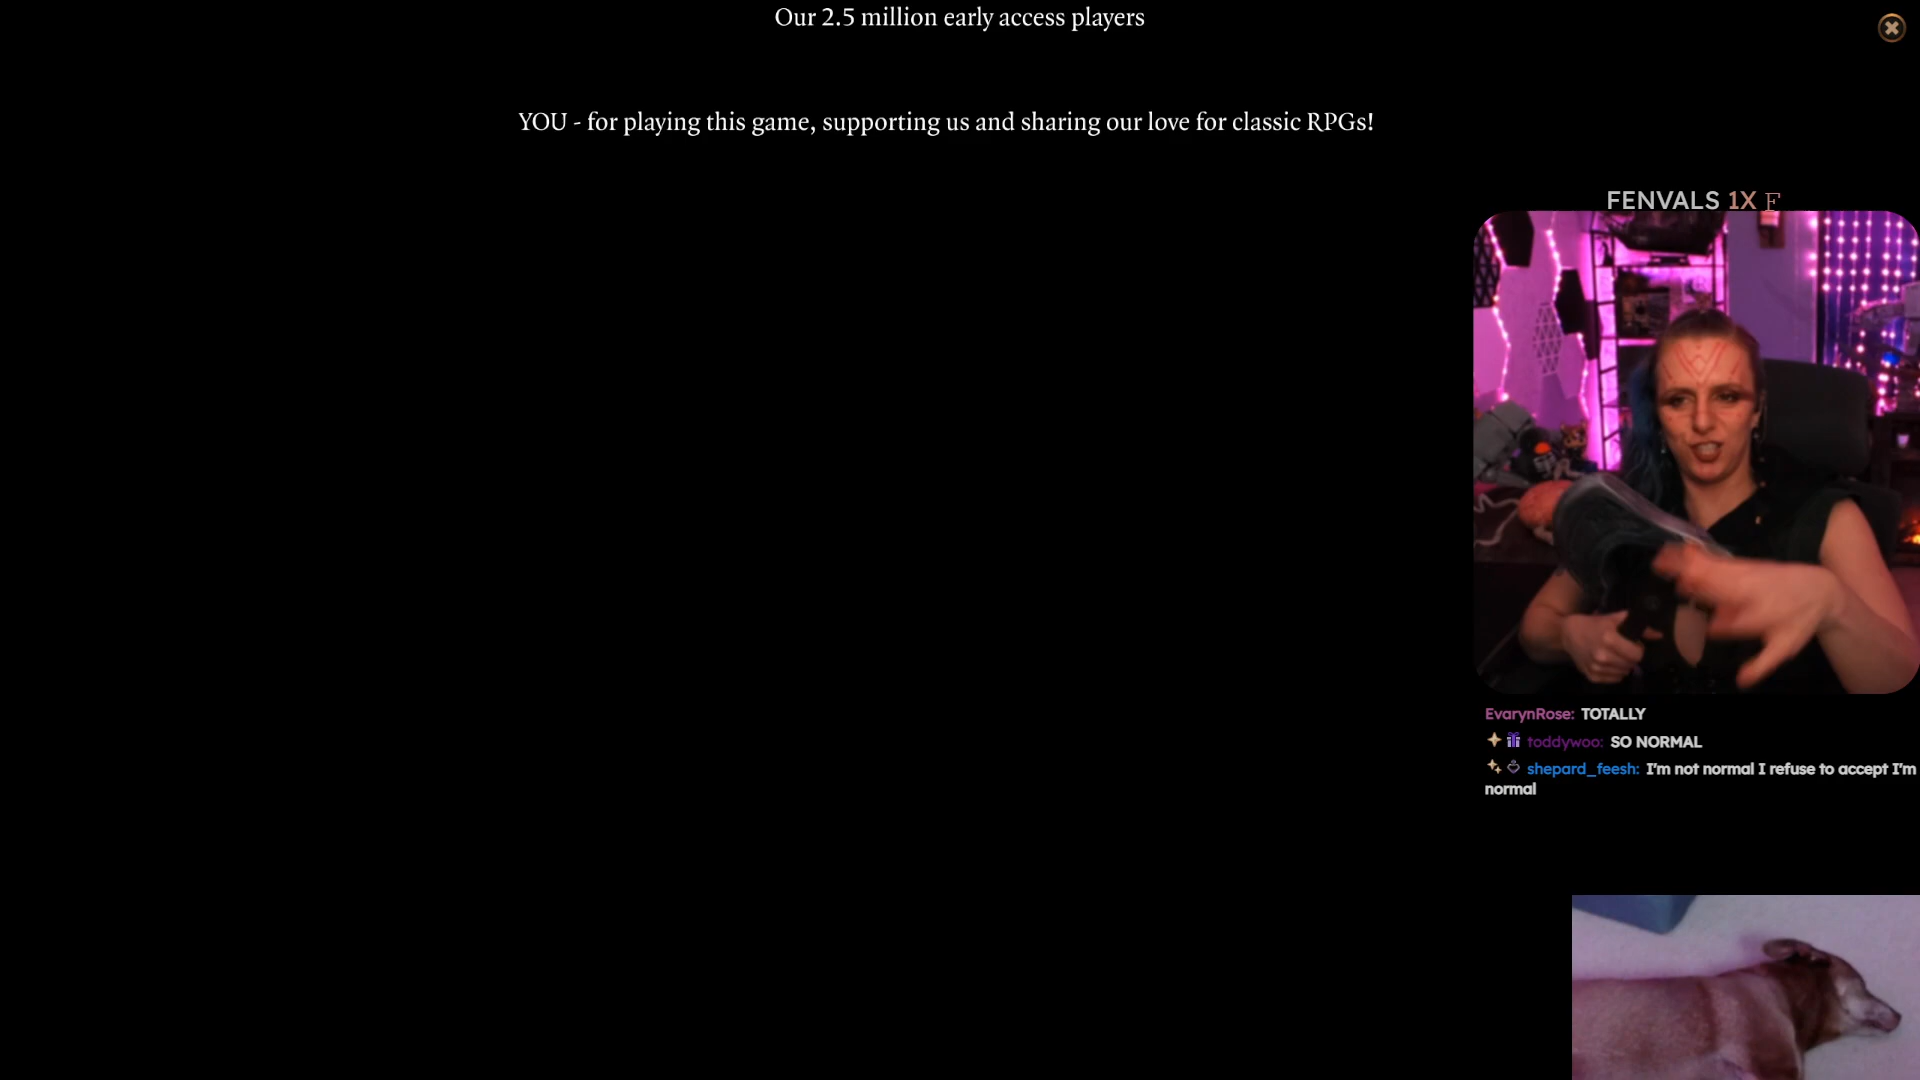 Our 2.5 million early access players
YOU - for playing this game, supporting us and sharing our love for classic RPGs!
FENVALS 1X F
EvarynRose: TOTALLY
toddywoo: SO NORMAL
shepard_feesh: I'm not normal I refuse to accept I'm
normal